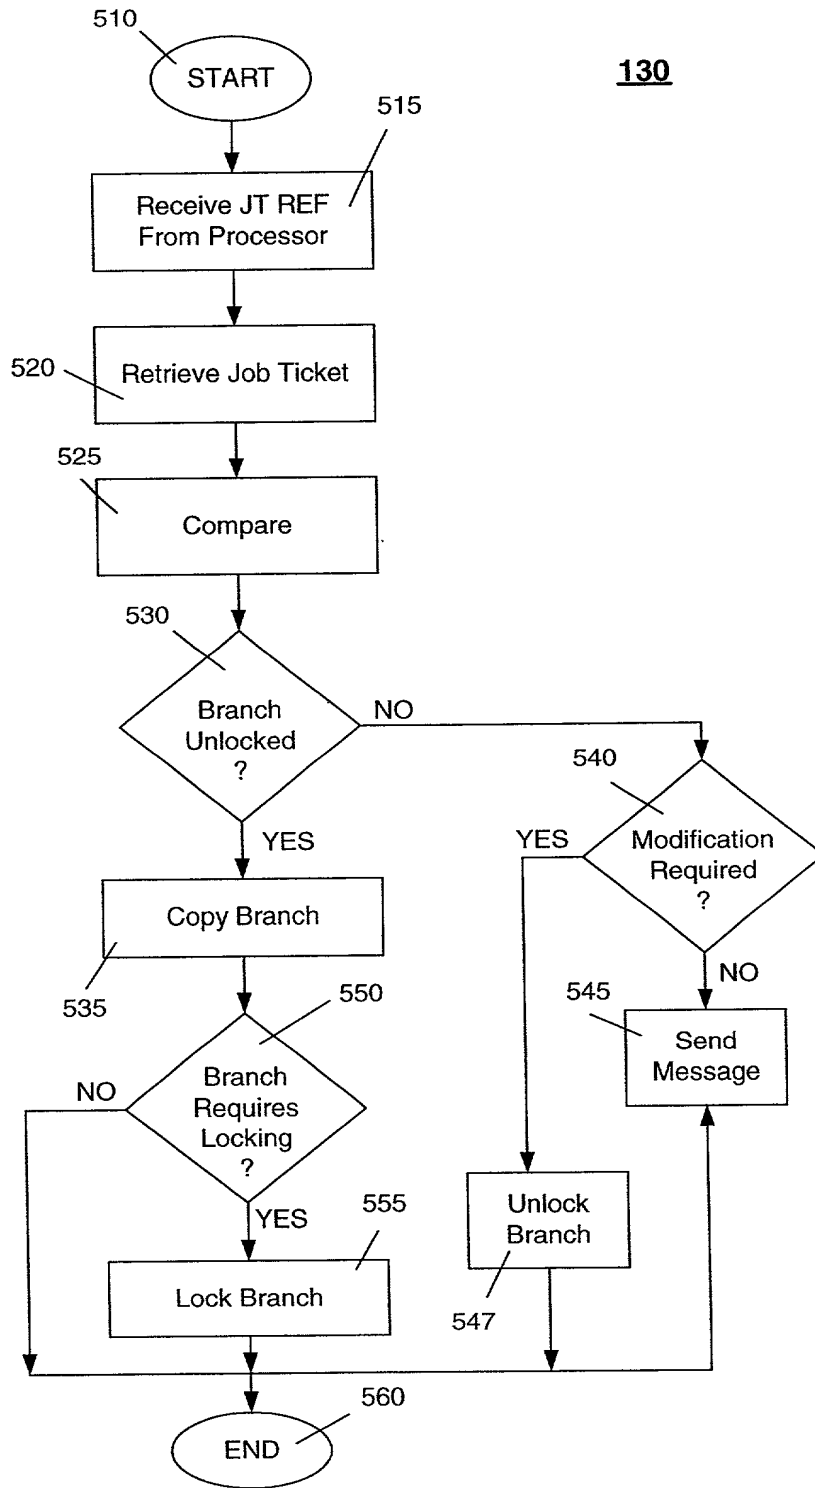 510
START
130
515
Receive JT REF
From Processor
520
Retrieve Job Ticket
525
Compare
530
Branch
Unlocked
?
NO
540
YES
Modification
Required
?
YES
Copy Branch
535
NO
550
545
Send
Message
Branch
Requires
Locking
?
NO
YES
555
Unlock
Branch
547
Lock Branch
560
END